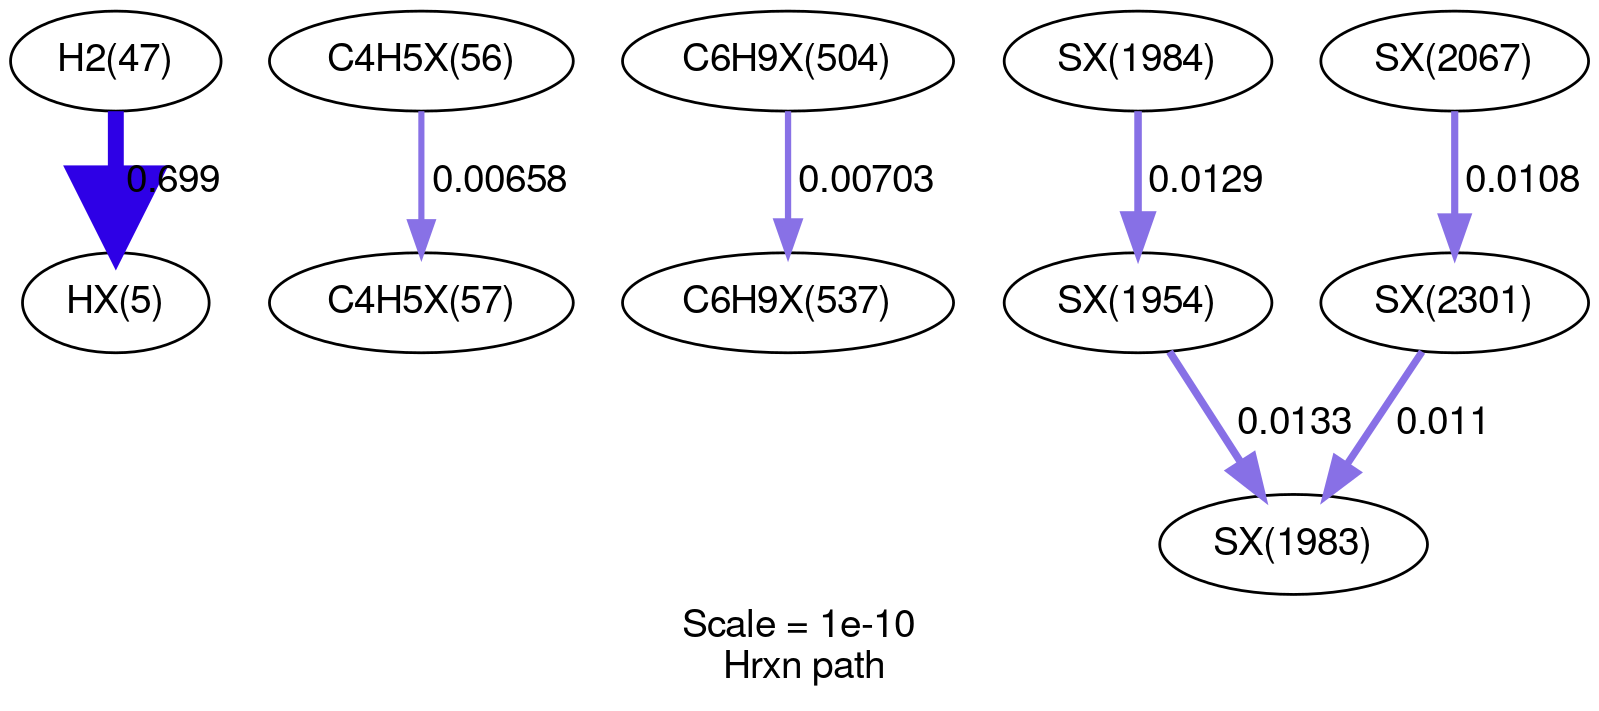 H2(47)
C4H5X(56)
C6H9X(504)
SX(1984)
SX(2067)
0.699
0.00658
0.00703
0.0129
0.0108
HX(5)
C4H5X(57)
C6H9X(537)
SX(1954)
SX(2301)
0.0133
0.011
SX(1983)
Scale = 1e-10
Hrxn path